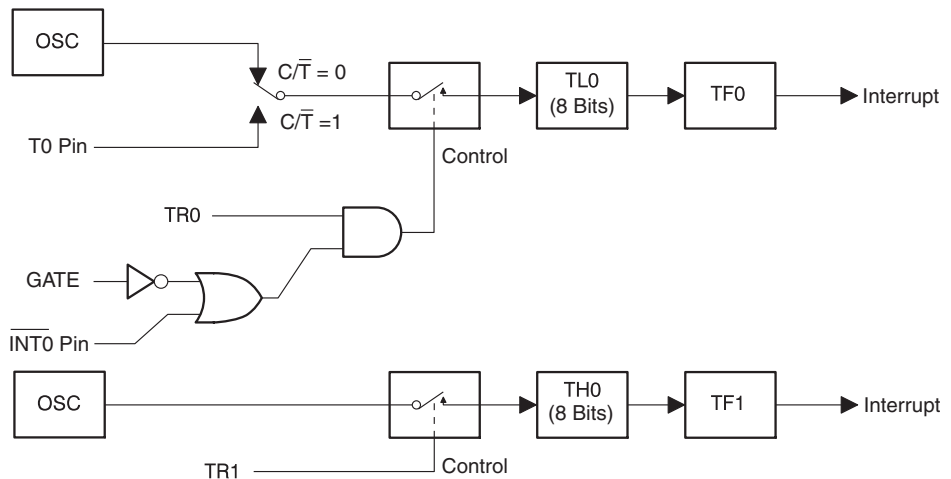 OSC
C/T̅ = 0
C/T̅ =1
T0 Pin
TL0
(8 Bits)
TF0
Interrupt
Control
TR0
GATE
I̅N̅T̅0̅ Pin
OSC
TH0
(8 Bits)
TF1
Interrupt
Control
TR1